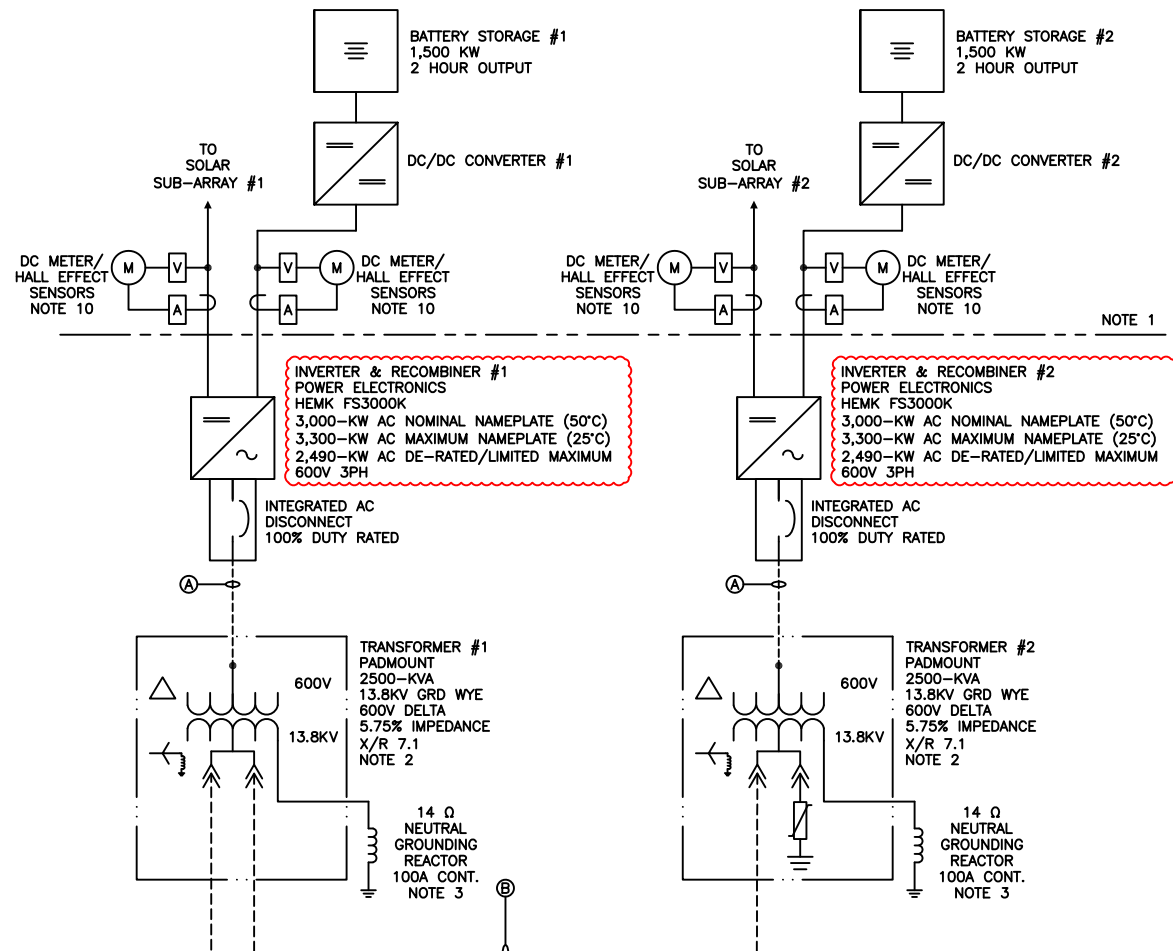 BATTERY STORAGE #1
1,500 KW
2 HOUR OUTPUT
BATTERY STORAGE #2
1,500 KW
2 HOUR OUTPUT
TO
SOLAR
SUB-ARRAY #1
DC/DC CONVERTER #1
TO
SOLAR
SUB-ARRAY #2
DC/DC CONVERTER #2
DC METER/
HALL EFFECT
SENSORS
NOTE 10
M
V
A
V
M
A
DC METER/
HALL EFFECT
SENSORS
NOTE 10
DC METER/
HALL EFFECT
SENSORS
NOTE 10
M
V
A
V
M
A
DC METER/
HALL EFFECT
SENSORS
NOTE 10
NOTE 1
INVERTER & RECOMBINER #1
POWER ELECTRONICS
HEMK FS3000K
3,000-KW AC NOMINAL NAMEPLATE (50°C)
3,300-KW AC MAXIMUM NAMEPLATE (25°C)
2,490-KW AC DE-RATED/LIMITED MAXIMUM
600V 3PH
INVERTER & RECOMBINER #2
POWER ELECTRONICS
HEMK FS3000K
3,000-KW AC NOMINAL NAMEPLATE (50°C)
3,300-KW AC MAXIMUM NAMEPLATE (25°C)
2,490-KW AC DE-RATED/LIMITED MAXIMUM
600V 3PH
INTEGRATED AC
DISCONNECT
100% DUTY RATED
INTEGRATED AC
DISCONNECT
100% DUTY RATED
A
A
600V
13.8KV
TRANSFORMER #1
PADMOUNT
2500-KVA
13.8KV GRD WYE
600V DELTA
5.75% IMPEDANCE
X/R 7.1
NOTE 2
600V
13.8KV
TRANSFORMER #2
PADMOUNT
2500-KVA
13.8KV GRD WYE
600V DELTA
5.75% IMPEDANCE
X/R 7.1
NOTE 2
14 Ω
NEUTRAL
GROUNDING
REACTOR
100A CONT.
NOTE 3
14 Ω
NEUTRAL
GROUNDING
REACTOR
100A CONT.
NOTE 3
B